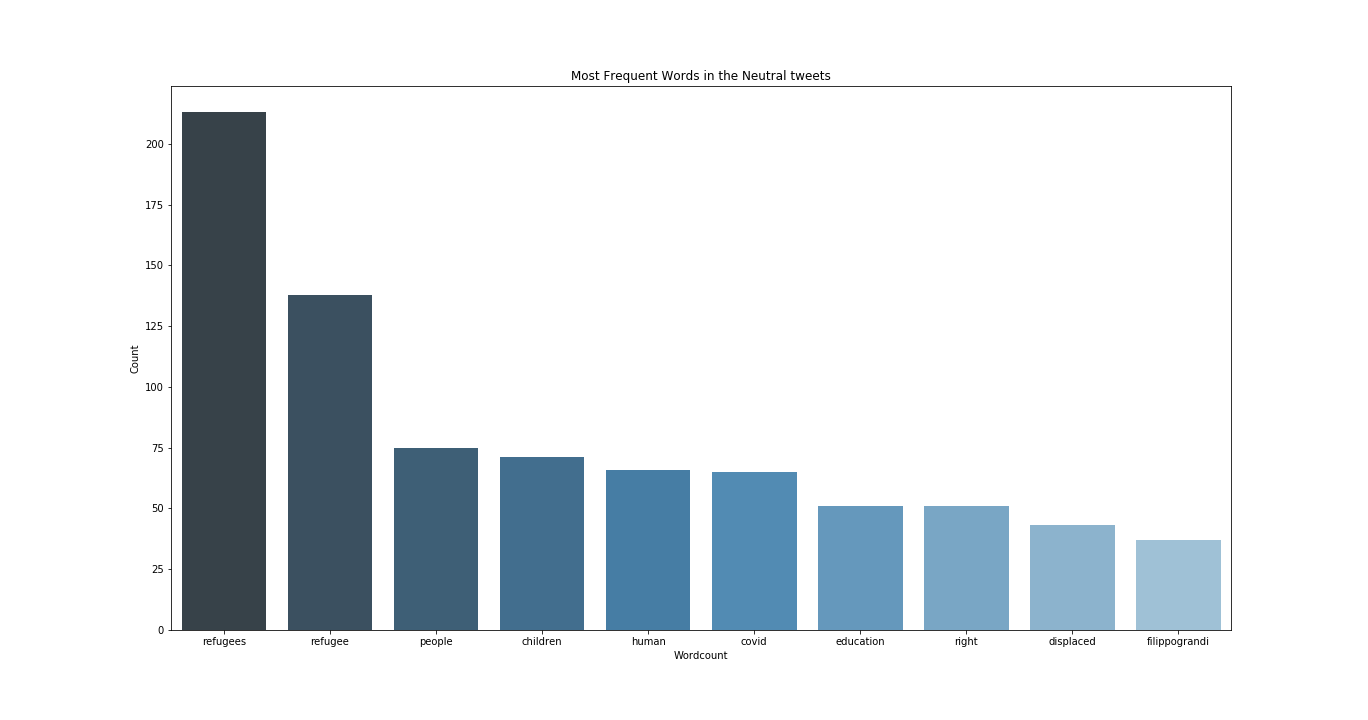 Most Frequent Words in the Neutral tweets
200
175
150
125
100
75
50
25
0
Count
refugees refugee people children human covid education right displaced filippograndi
Wordcount